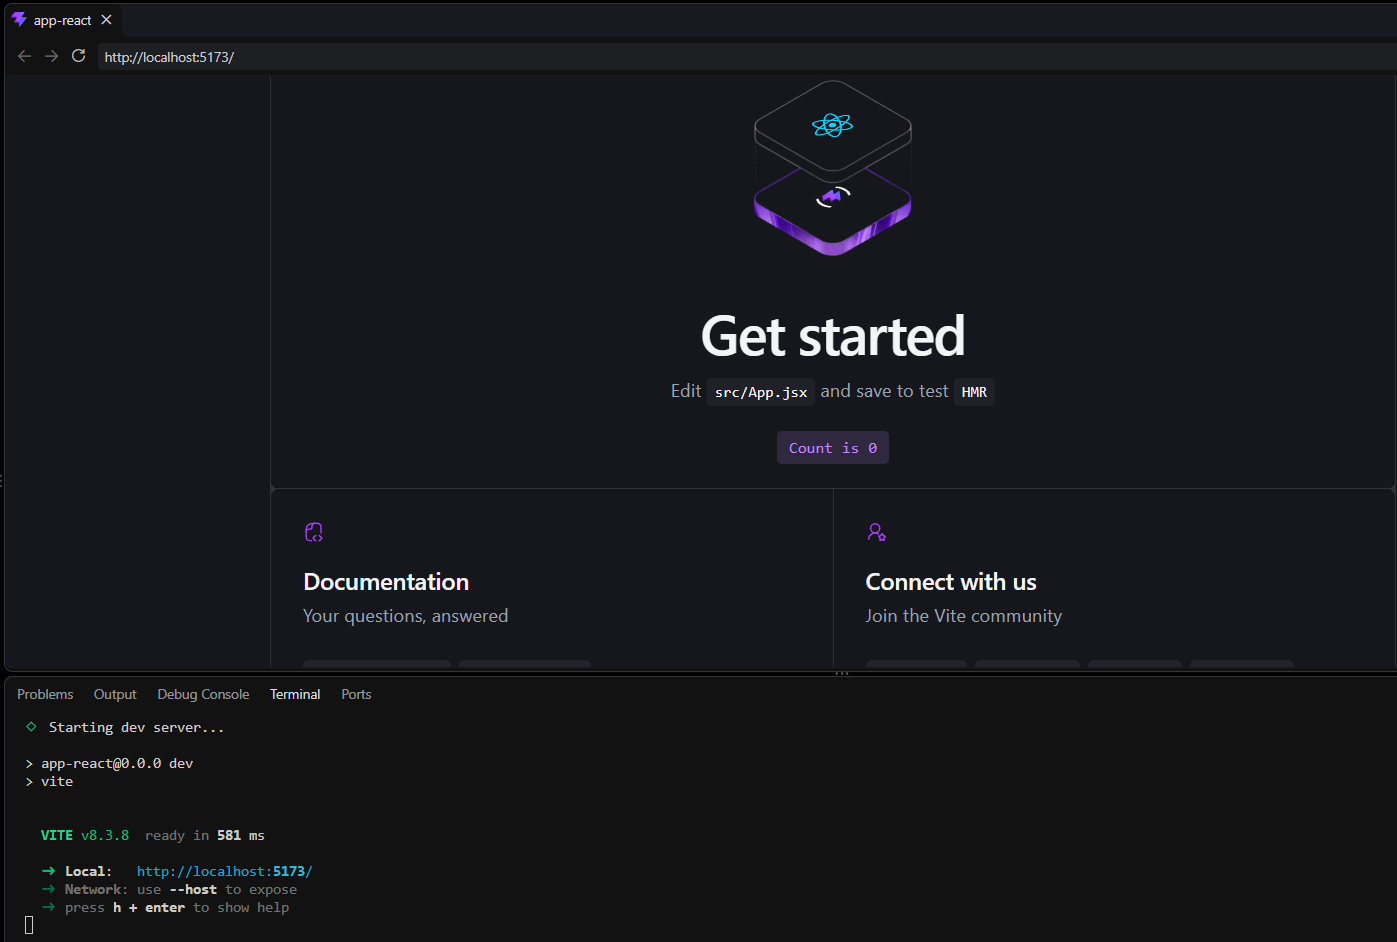 app-react
http://localhost:5173/
Get started
Edit src/App.jsx and save to test HMR
Count is 0
Documentation
Your questions, answered
Connect with us
Join the Vite community
Problems Output Debug Console Terminal Ports
◇ Starting dev server...
> app-react@0.0.0 dev
> vite
VITE v8.3.8 ready in 581 ms
➜ Local: http://localhost:5173/
➜ Network: use --host to expose
➜ press h + enter to show help